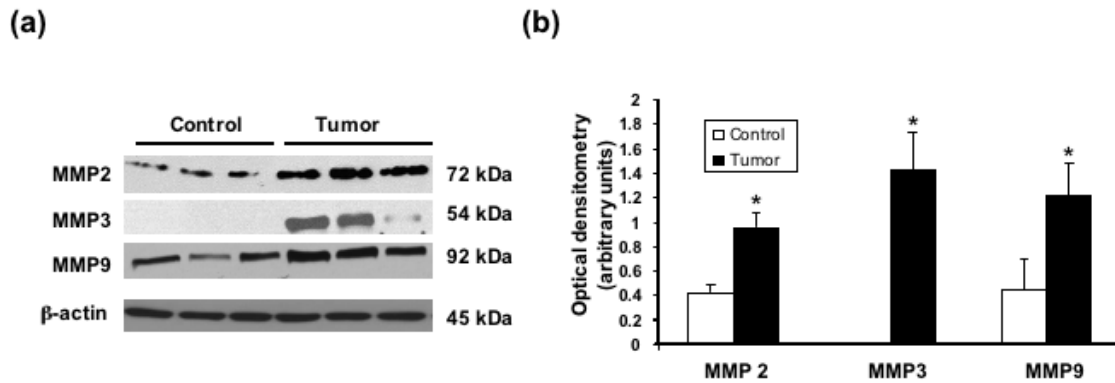 (a)
Control Tumor
MMP2 72 kDa
MMP3 54 kDa
MMP9 92 kDa
β-actin 45 kDa
(b)
Optical densitometry
(arbitrary units)
2
1.8
1.6
1.4
1.2
1
0.8
0.6
0.4
0.2
0
Control
Tumor
*
*
*
MMP 2 MMP3 MMP9